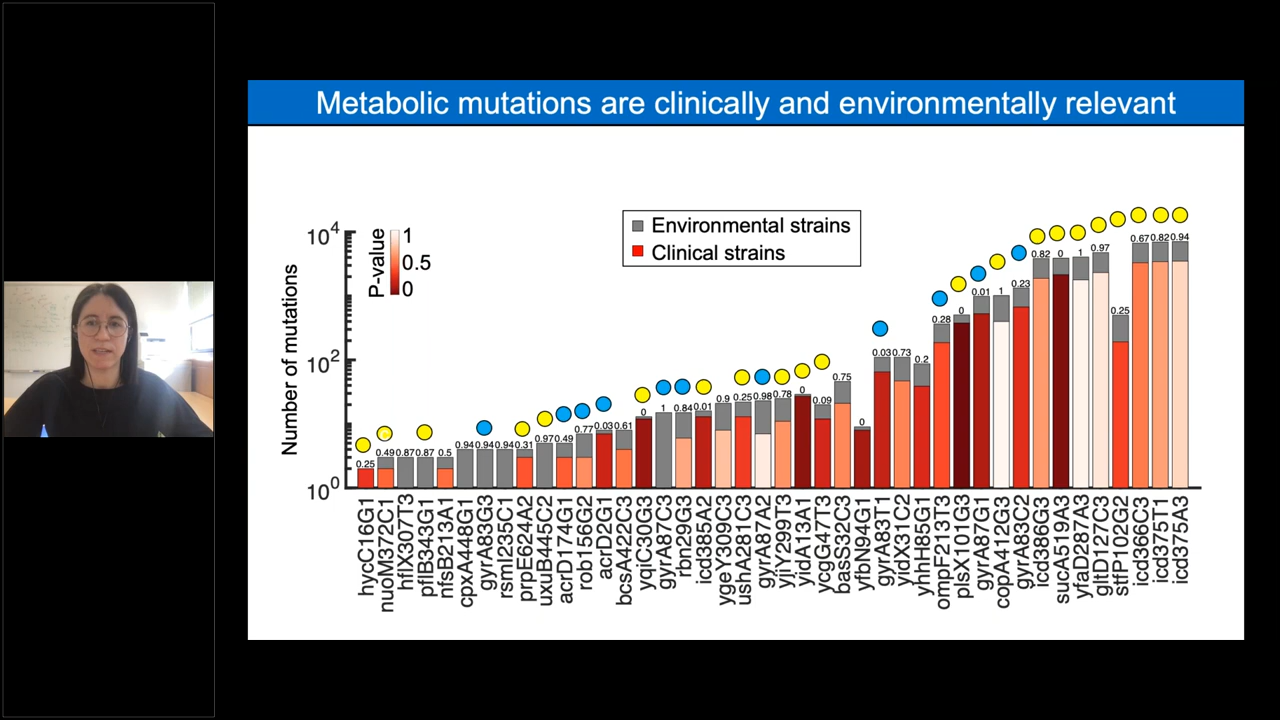 Metabolic mutations are clinically and environmentally relevant
Environmental strains
Clinical strains
P-value
1
0.5
0
Number of mutations
10^4
10^2
10^0
0.25 0.49 0.87 0.87 0.5 0.94 0.94 0.94 0.31 0.97 0.49 0.77 0.03 0.61 0 1 0.84 0.01 0.9 0.25 0.98 0.78 0 0.09 0.75 0 0.03 0.73 0.2 0.28 0 0.01 1 0.23 0.82 0 1 0.97 0.25 0.67 0.82 0.94
hycC16G1
nuoM372C1
hflX307T3
pflB343G1
nfsB213A1
cpxA448G1
gyrA83G3
rsmI235C1
prpE624A2
uxuB445C2
acrD174G1
rob156G2
acrD2G1
bcsA422C3
yqiC30G3
gyrA87C3
rbn29G3
icd385A2
ygeY309C3
ushA281C3
gyrA87A2
yjiY299T3
yidA13A1
ycgG47T3
basS32C3
yfbN94G1
gyrA83T1
yidX31C2
yhhH85G1
ompF213T3
plsX101G3
gyrA87G1
copA412G3
gyrA83C2
icd386G3
sucA519A3
yfaD287A3
gltD127C3
stfP102G2
icd366C3
icd375T1
icd375A3